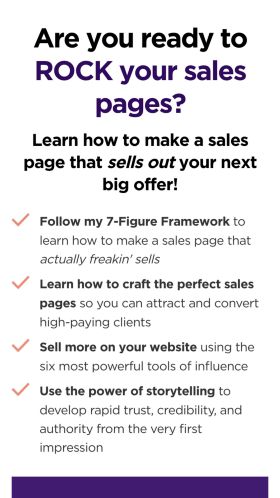 Are you ready to
ROCK your sales
pages?
Learn how to make a sales
page that sells out your next
big offer!
Follow my 7-Figure Framework to
learn how to make a sales page that
actually freakin' sells
Learn how to craft the perfect sales
pages so you can attract and convert
high-paying clients
Sell more on your website using the
six most powerful tools of influence
Use the power of storytelling to
develop rapid trust, credibility, and
authority from the very first
impression